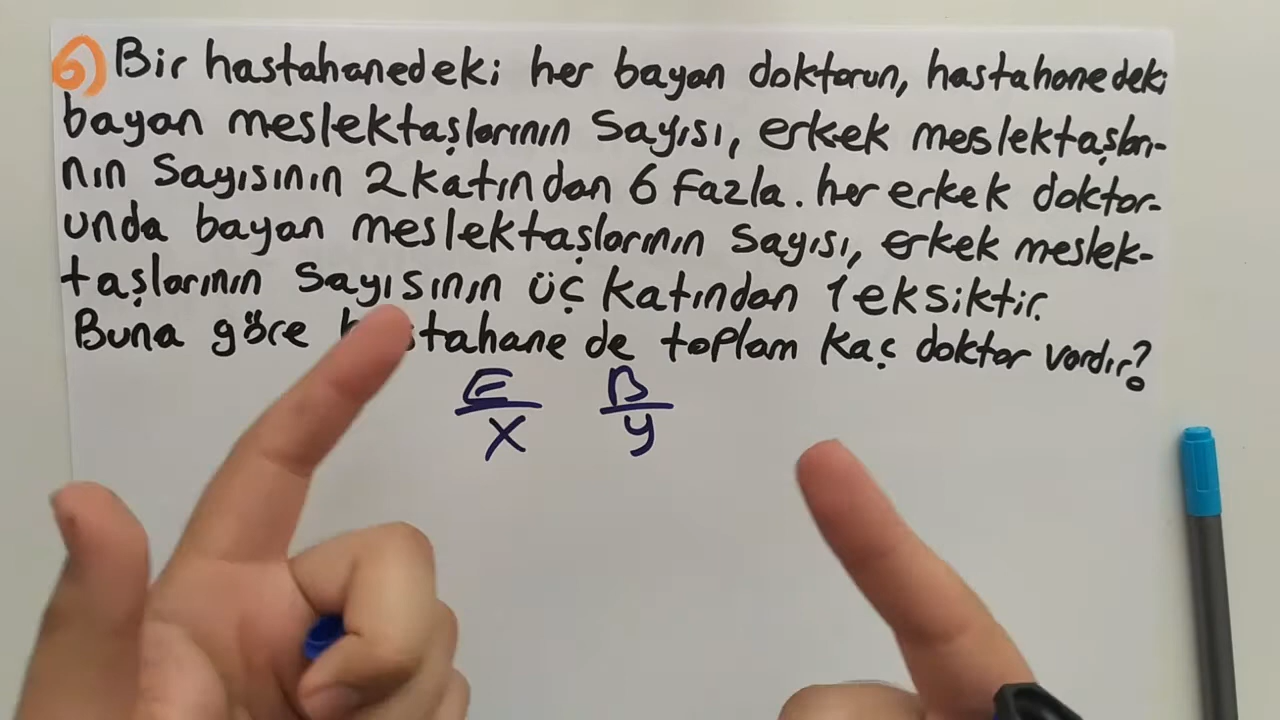 6) Bir hastahanedeki her bayan doktorun, hastahanedeki
bayan meslektaşlarının sayısı, erkek meslektaşları-
nın sayısının 2 katından 6 fazla. her erkek doktor-
unda bayan meslektaşlarının sayısı, erkek meslek-
taşlarının sayısının üç katından 1 eksiktir.
Buna göre hastahane de toplam kaç doktor vardır?
E B
x y